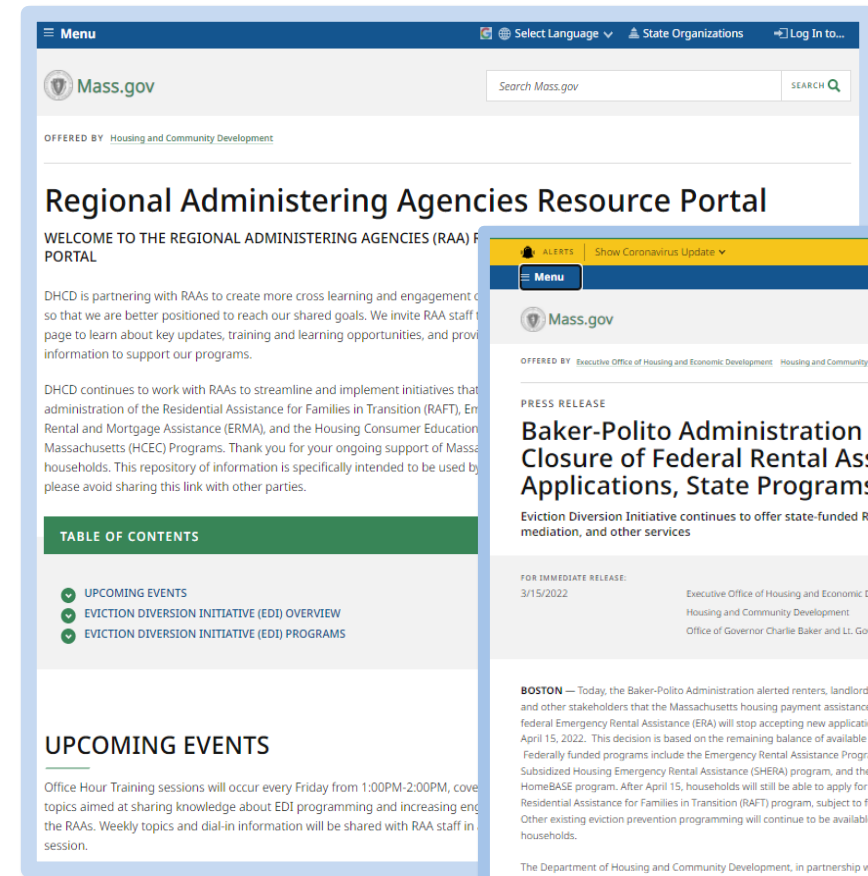 Menu
Select Language
State Organizations
Log In to...
Mass.gov
Search Mass.gov
SEARCH
OFFERED BY Housing and Community Development
Regional Administering Agencies Resource Portal
WELCOME TO THE REGIONAL ADMINISTERING AGENCIES (RAA)
PORTAL
DHCD is partnering with RAAs to create more cross learning and engagement
so that we are better positioned to reach our shared goals. We invite RAA staff
page to learn about key updates, training and learning opportunities, and
information to support our programs.
DHCD continues to work with RAAs to streamline and implement initiatives that
administration of the Residential Assistance for Families in Transition (RAFT),
Rental and Mortgage Assistance (ERMA), and the Housing Consumer Education
Massachusetts (HCEC) Programs. Thank you for your ongoing support of
households. This repository of information is specifically intended to be used by
please avoid sharing this link with other parties.
TABLE OF CONTENTS
UPCOMING EVENTS
EVICTION DIVERSION INITIATIVE (EDI) OVERVIEW
EVICTION DIVERSION INITIATIVE (EDI) PROGRAMS
UPCOMING EVENTS
Office Hour Training sessions will occur every Friday from 1:00PM-2:00PM,
topics aimed at sharing knowledge about EDI programming and increasing
the RAAs. Weekly topics and dial-in information will be shared with RAA staff in
session.
ALERTS
Show Coronavirus Update
Menu
Mass.gov
OFFERED BY Executive Office of Housing and Economic Development Housing and Community
PRESS RELEASE
Baker-Polito Administration
Closure of Federal Rental
Applications, State Programs
Eviction Diversion Initiative continues to offer state-funded
mediation, and other services
FOR IMMEDIATE RELEASE:
3/15/2022
Executive Office of Housing and Economic
Housing and Community Development
Office of Governor Charlie Baker and Lt.
BOSTON — Today, the Baker-Polito Administration alerted renters,
and other stakeholders that the Massachusetts housing payment assistance
federal Emergency Rental Assistance (ERA) will stop accepting new
April 15, 2022. This decision is based on the remaining balance of available
Federally funded programs include the Emergency Rental Assistance
Subsidized Housing Emergency Rental Assistance (SHERA) program, and the
HomeBASE program. After April 15, households will still be able to apply for
Residential Assistance for Families in Transition (RAFT) program, subject to
Other existing eviction prevention programming will continue to be
households.
The Department of Housing and Community Development, in partnership